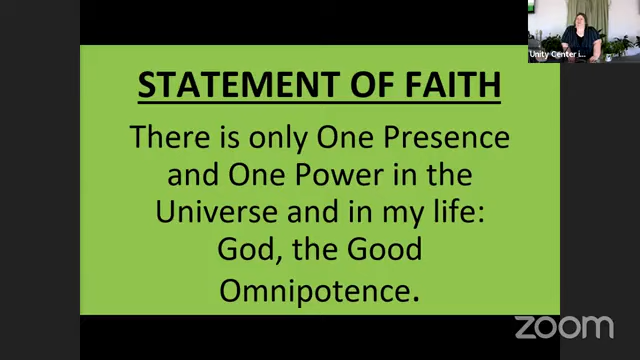 Unity Center i...
STATEMENT OF FAITH
There is only One Presence
and One Power in the
Universe and in my life:
God, the Good
Omnipotence.
zoom